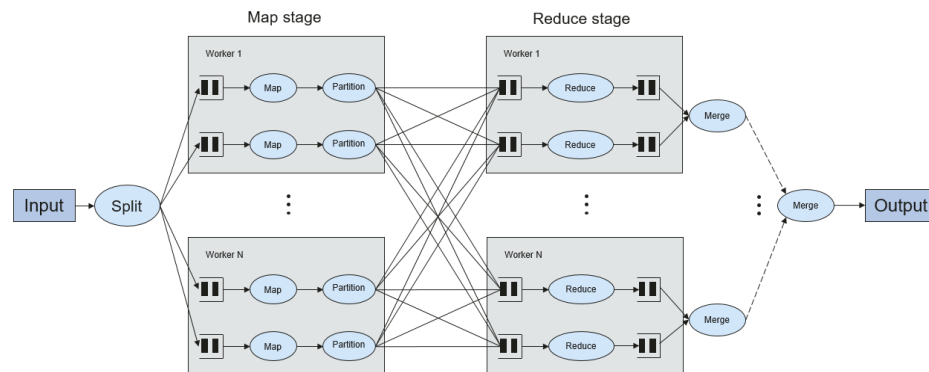 Map stage
Reduce stage
Worker 1
Worker 1
Map
Partition
Reduce
Merge
Map
Partition
Reduce
Input
Split
Merge
Output
Worker N
Worker N
Map
Partition
Reduce
Merge
Map
Partition
Reduce